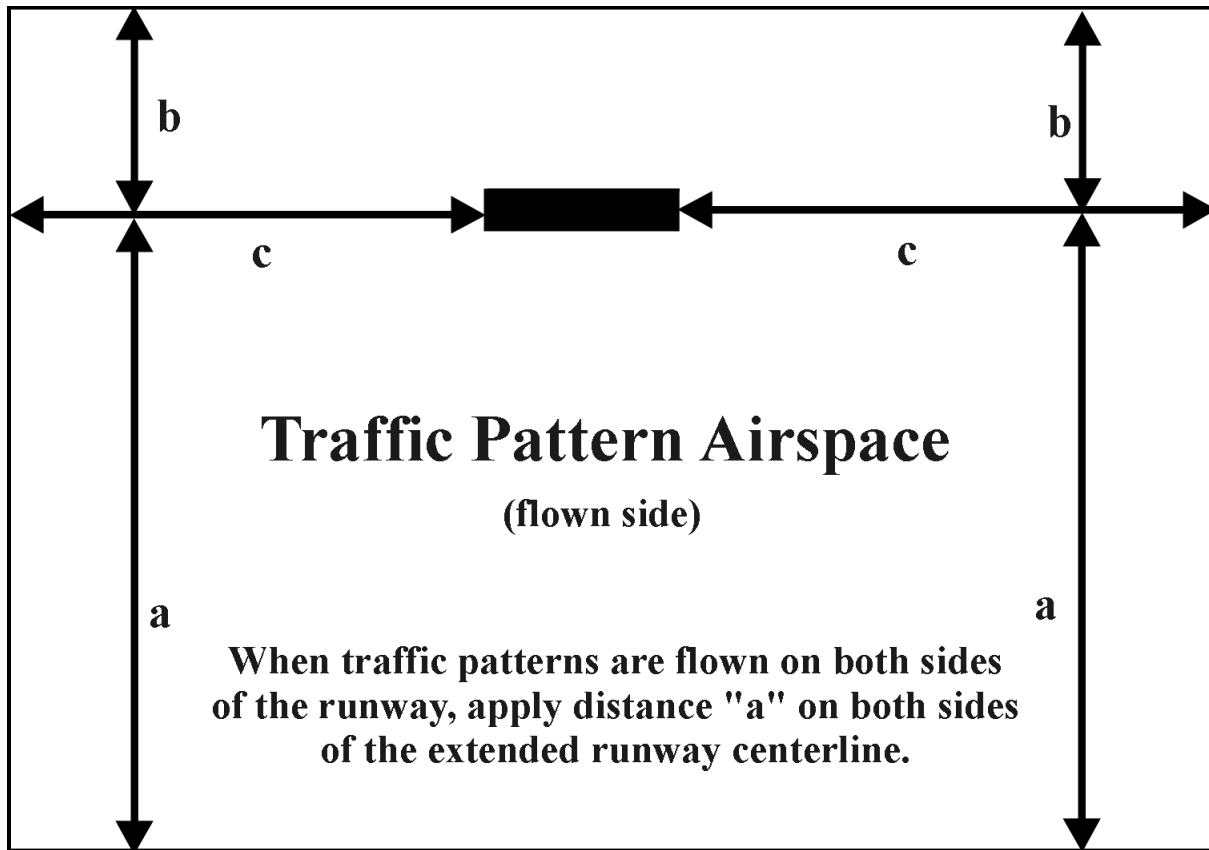 b
b
c
c
Traffic Pattern Airspace
(flown side)
a
a
When traffic patterns are flown on both sides
of the runway, apply distance "a" on both sides
of the extended runway centerline.